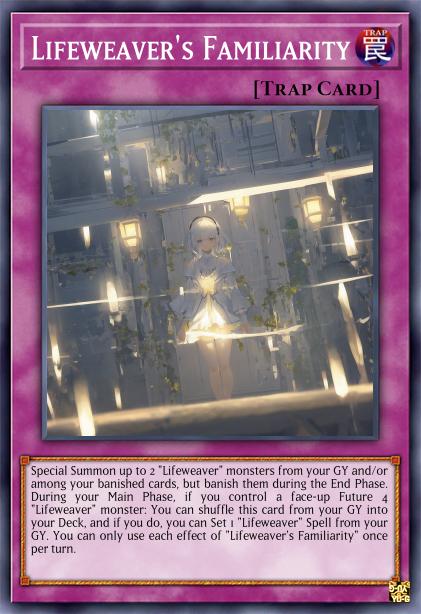 Lifeweaver's Familiarity
TRAP
罠
[Trap Card]
Special Summon up to 2 "Lifeweaver" monsters from your GY and/or
among your banished cards, but banish them during the End Phase.
During your Main Phase, if you control a face-up Future 4
"Lifeweaver" monster: You can shuffle this card from your GY into
your Deck, and if you do, you can Set 1 "Lifeweaver" Spell from your
GY. You can only use each effect of "Lifeweaver's Familiarity" once
per turn.